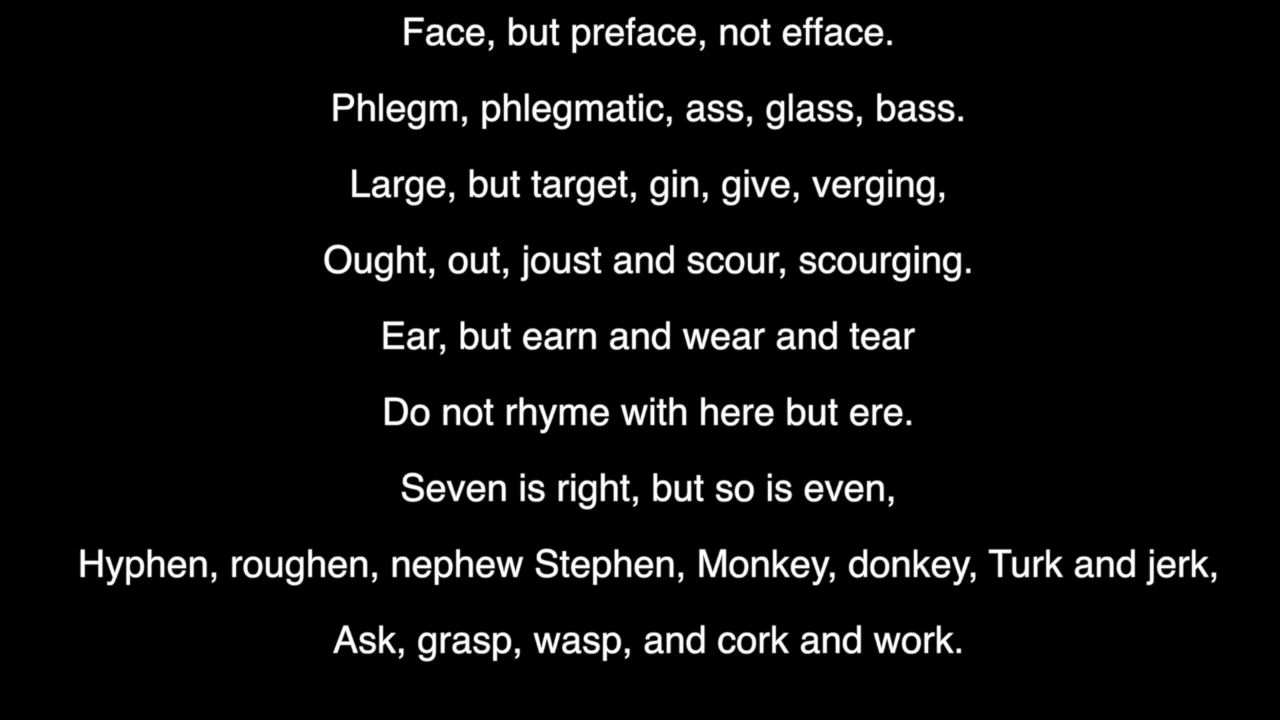 Face, but preface, not efface.
Phlegm, phlegmatic, ass, glass, bass.
Large, but target, gin, give, verging,
Ought, out, joust and scour, scourging.
Ear, but earn and wear and tear
Do not rhyme with here but ere.
Seven is right, but so is even,
Hyphen, roughen, nephew Stephen, Monkey, donkey, Turk and jerk,
Ask, grasp, wasp, and cork and work.